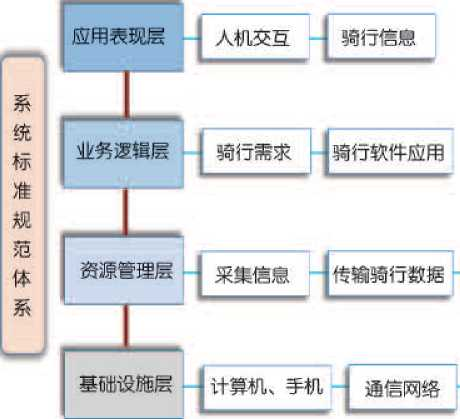 系统标准规范体系
应用表现层 人机交互 骑行信息
业务逻辑层 骑行需求 骑行软件应用
资源管理层 采集信息 传输骑行数据
基础设施层 计算机、手机 通信网络